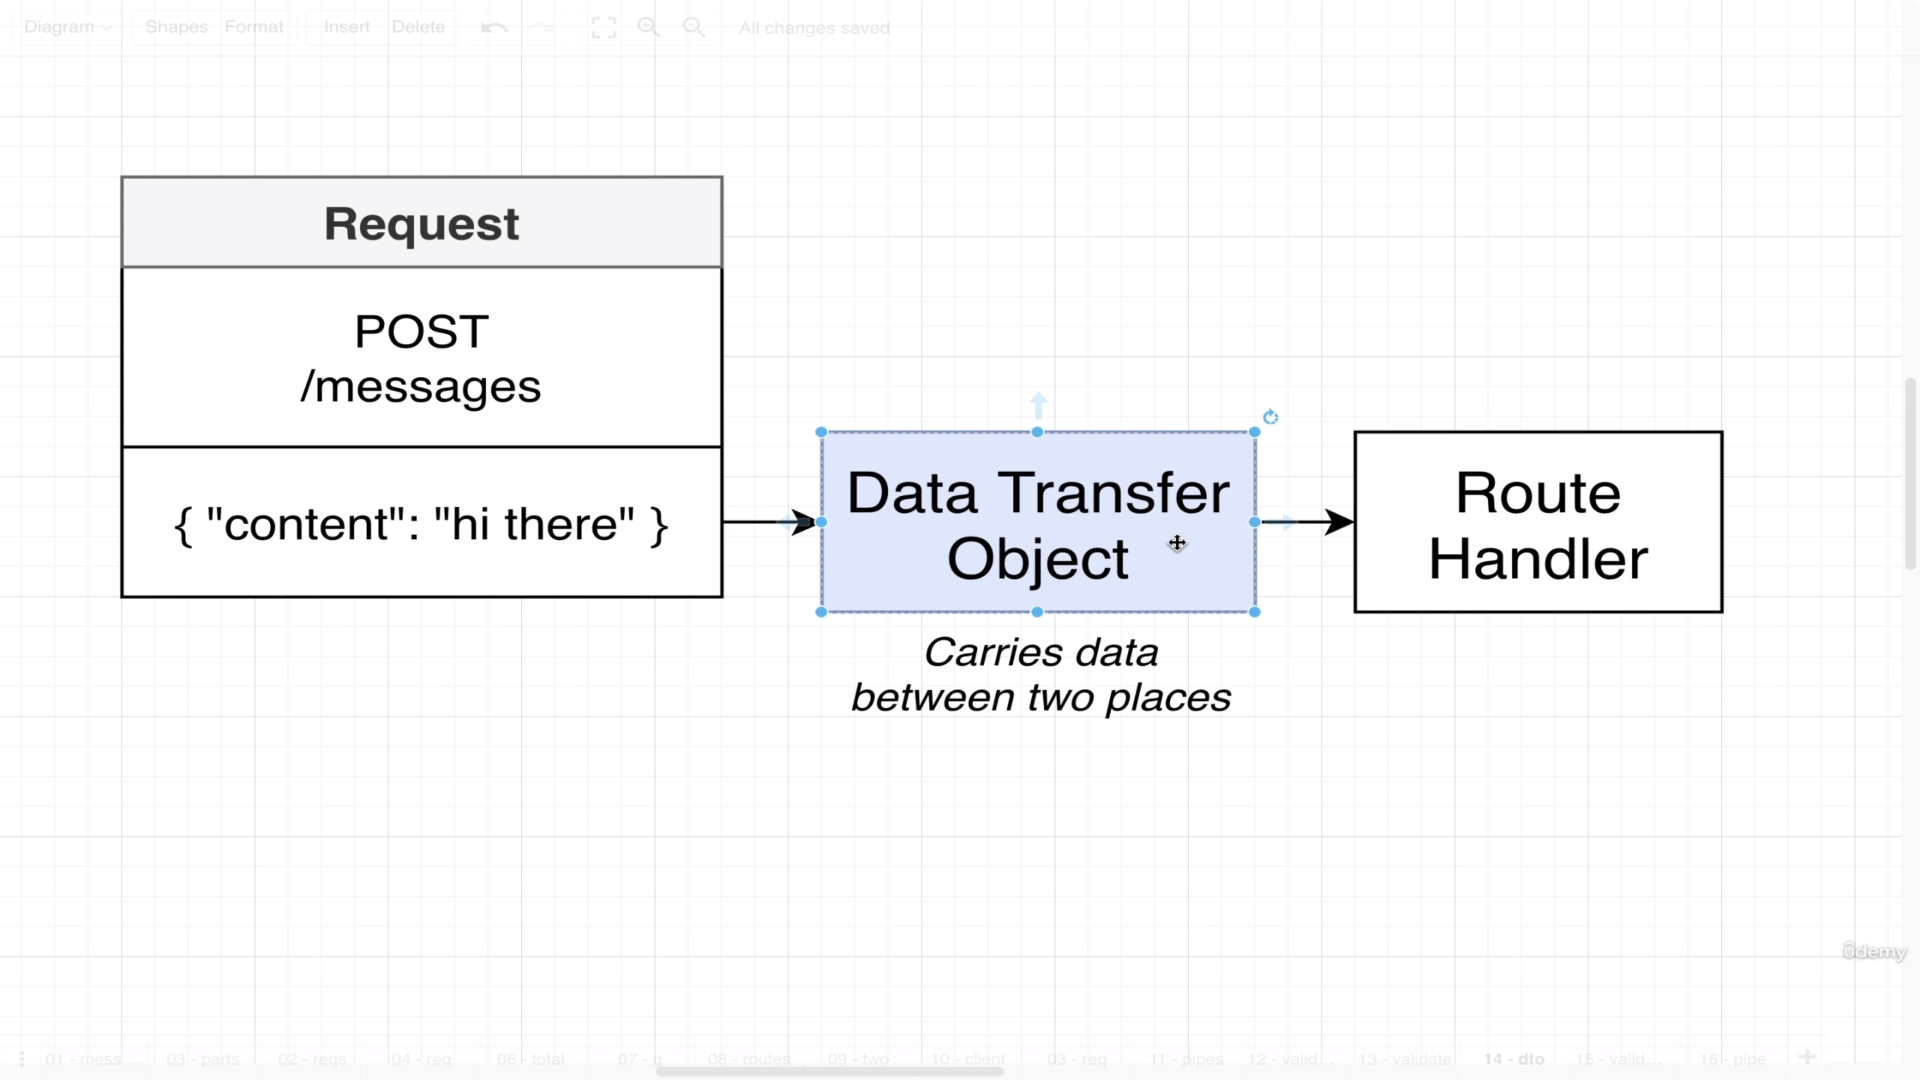 Diagram
Shapes
Format
Insert
Delete
All changes saved
Request
POST
/messages
{ "content": "hi there" }
Data Transfer
Object
Carries data
between two places
Route
Handler
ûdemy
01 - mess...
03 - parts
02 - reqs
04 - req
06 - total
07 - g
08 - routes
09 - two
10 - client
03 - req
11 - pipes
12 - valid...
13 - validate
14 - dto
15 - valid...
16 - pipe